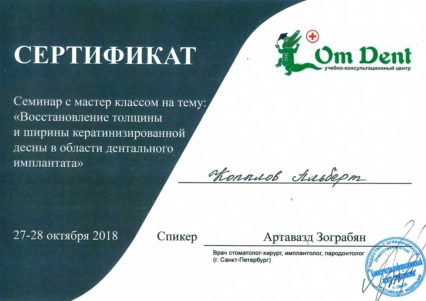 СЕРТИФИКАТ
Om Dent
учебно-консультационный центр
Семинар с мастер классом на тему:
«Восстановление толщины
и ширины кератинизированной
десны в области дентального
имплантата»
Копылов Альберт
27-28 октября 2018
Спикер
Артавазд Зограбян
Врач стоматолог-хирург, имплантолог, пародонтолог
(г. Санкт-Петербург)